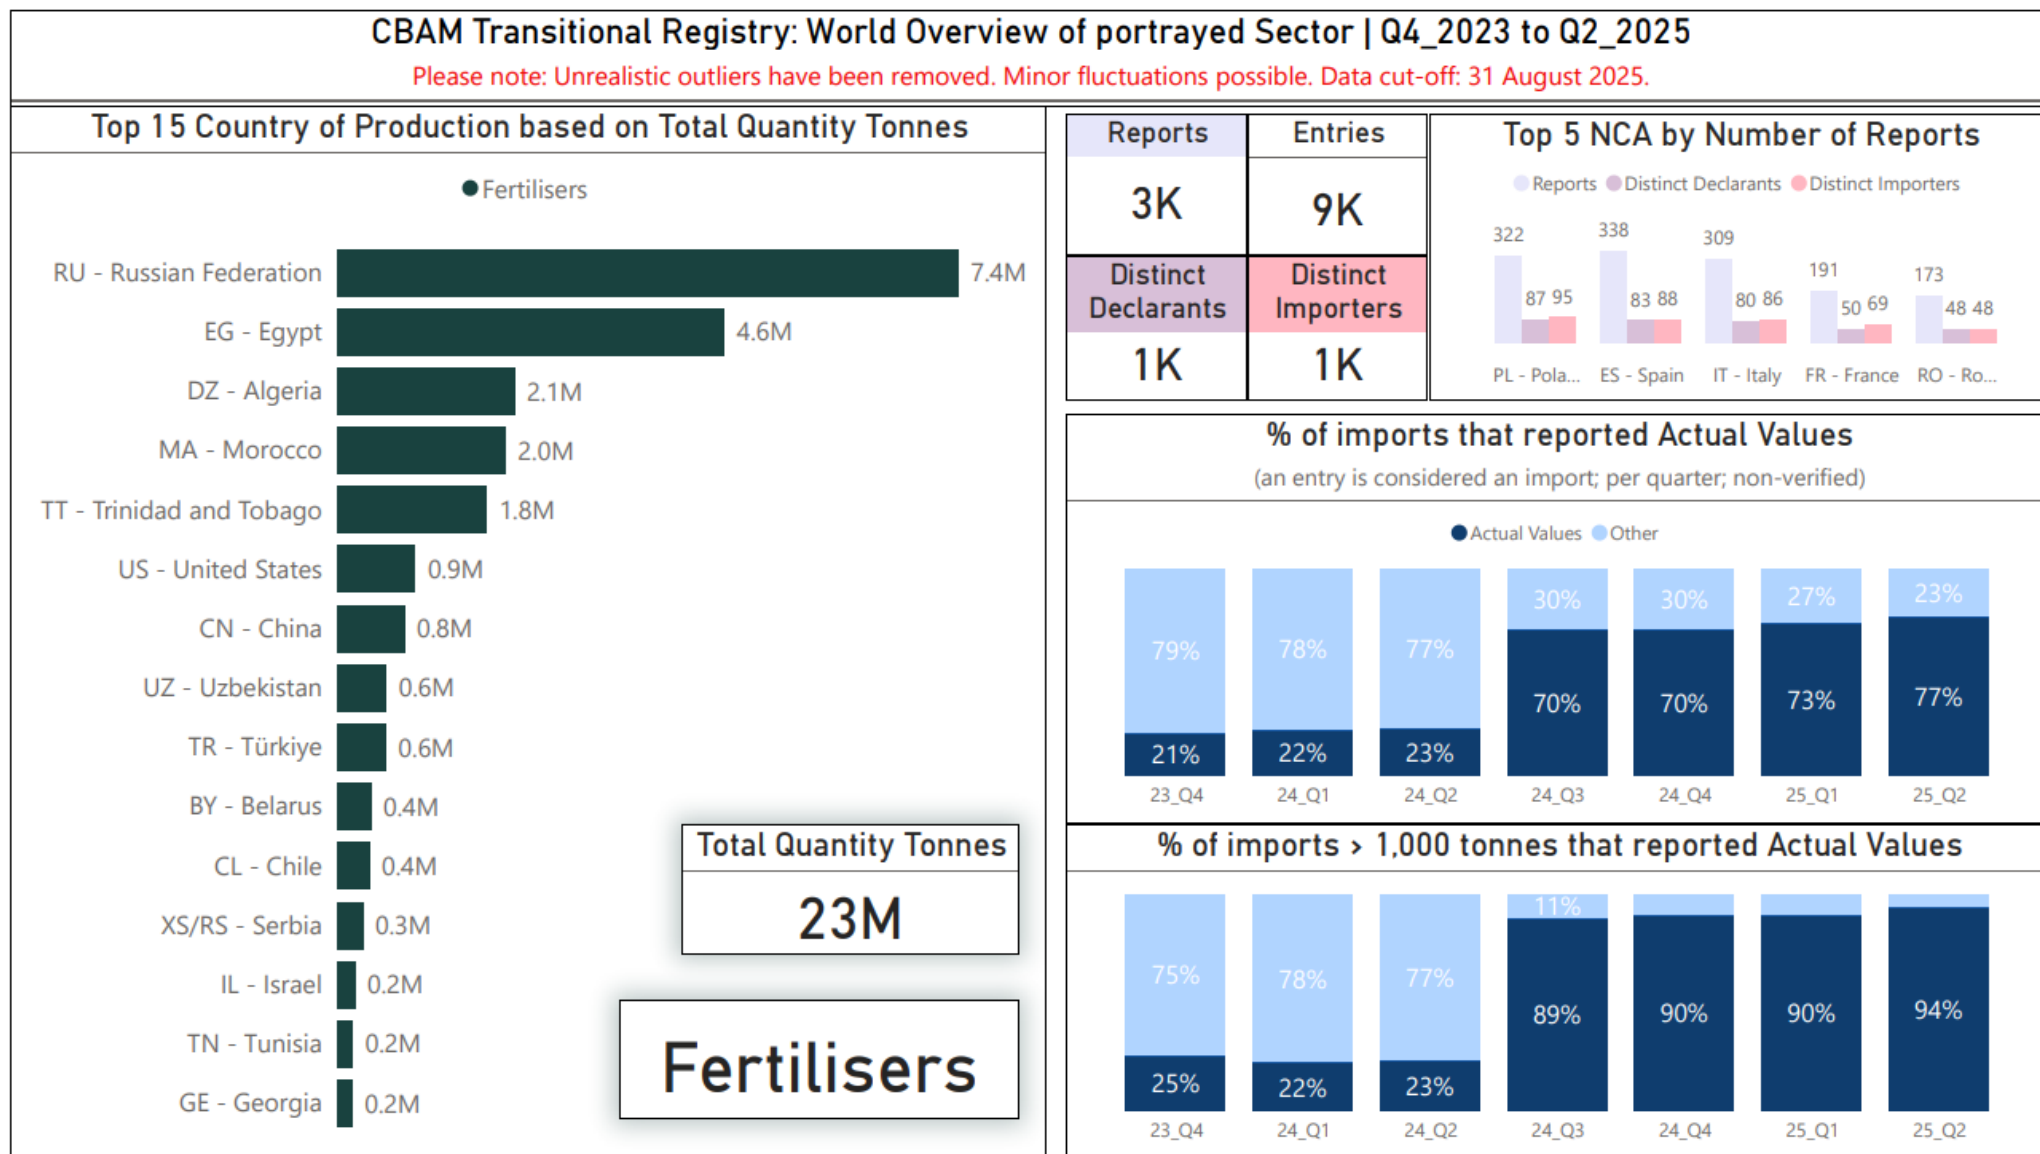 CBAM Transitional Registry: World Overview of portrayed Sector | Q4_2023 to Q2_2025
Please note: Unrealistic outliers have been removed. Minor fluctuations possible. Data cut-off: 31 August 2025.
Top 15 Country of Production based on Total Quantity Tonnes
Fertilisers
RU - Russian Federation 7.4M
EG - Egypt 4.6M
DZ - Algeria 2.1M
MA - Morocco 2.0M
TT - Trinidad and Tobago 1.8M
US - United States 0.9M
CN - China 0.8M
UZ - Uzbekistan 0.6M
TR - Türkiye 0.6M
BY - Belarus 0.4M
CL - Chile 0.4M
XS/RS - Serbia 0.3M
IL - Israel 0.2M
TN - Tunisia 0.2M
GE - Georgia 0.2M
Total Quantity Tonnes
23M
Fertilisers
Reports
3K
Entries
9K
Distinct
Declarants
1K
Distinct
Importers
1K
Top 5 NCA by Number of Reports
Reports Distinct Declarants Distinct Importers
322 87 95
338 83 88
309 80 86
191 50 69
173 48 48
PL - Pola... ES - Spain IT - Italy FR - France RO - Ro...
% of imports that reported Actual Values
(an entry is considered an import; per quarter; non-verified)
Actual Values Other
79% 78% 77% 30% 30% 27% 23%
21% 22% 23% 70% 70% 73% 77%
23_Q4 24_Q1 24_Q2 24_Q3 24_Q4 25_Q1 25_Q2
% of imports > 1,000 tonnes that reported Actual Values
75% 78% 77% 11%
25% 22% 23% 89% 90% 90% 94%
23_Q4 24_Q1 24_Q2 24_Q3 24_Q4 25_Q1 25_Q2